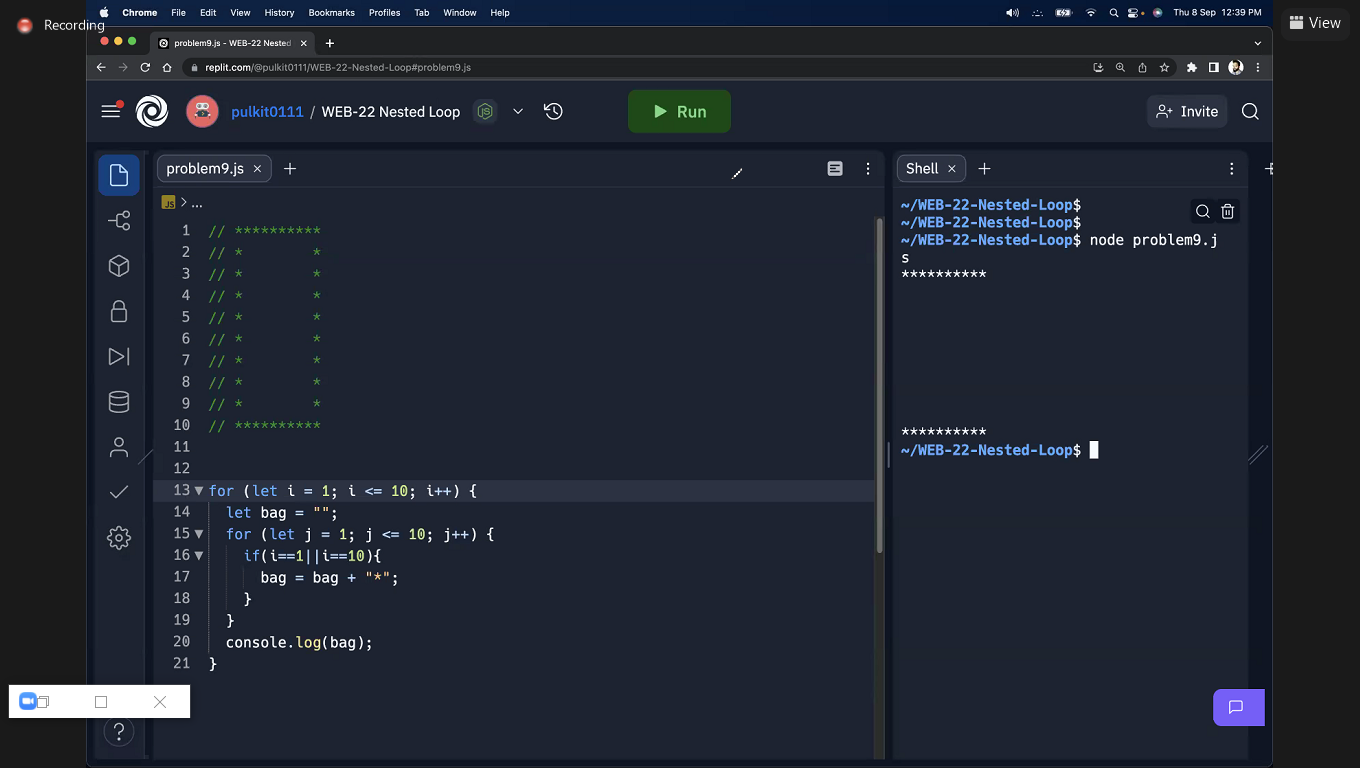 Recording
Chrome File Edit View History Bookmarks Profiles Tab Window Help
Thu 8 Sep 12:39 PM
View
problem9.js - WEB-22 Nested
replit.com/@pulkit0111/WEB-22-Nested-Loop#problem9.js
pulkit0111 / WEB-22 Nested Loop
Run
Invite
problem9.js
JS > ...
1 // **********
2 // *        *
3 // *        *
4 // *        *
5 // *        *
6 // *        *
7 // *        *
8 // *        *
9 // *        *
10 // **********
11
12
13 for (let i = 1; i <= 10; i++) {
14   let bag = "";
15   for (let j = 1; j <= 10; j++) {
16     if(i==1||i==10){
17       bag = bag + "*";
18     }
19   }
20   console.log(bag);
21 }
Shell
~/WEB-22-Nested-Loop$
~/WEB-22-Nested-Loop$
~/WEB-22-Nested-Loop$ node problem9.j
s
**********
**********
~/WEB-22-Nested-Loop$
?